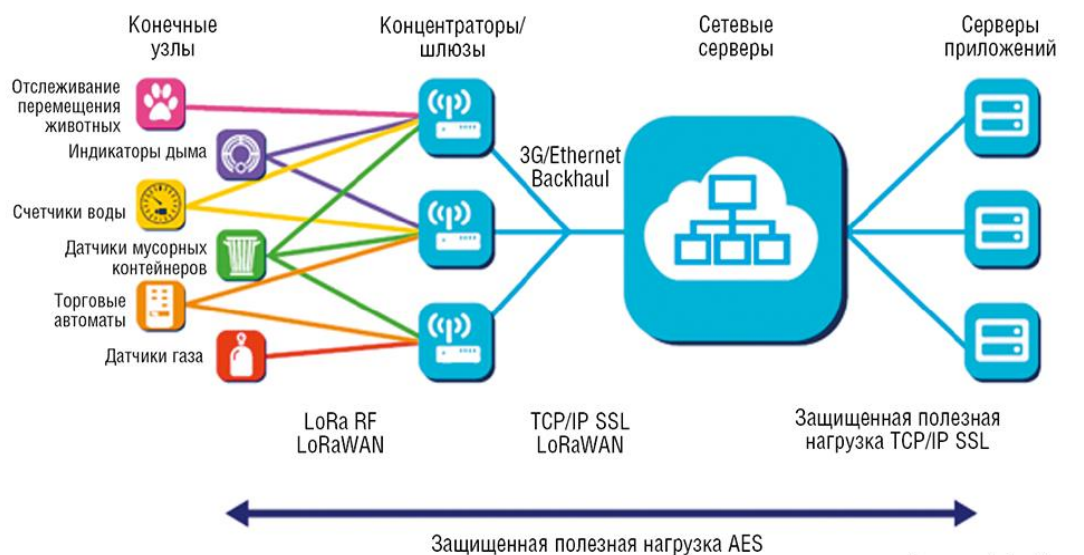 Конечные
узлы
Концентраторы/
шлюзы
Сетевые
серверы
Серверы
приложений
Отслеживание
перемещения
животных
Индикаторы дыма
Счетчики воды
Датчики мусорных
контейнеров
Торговые
автоматы
Датчики газа
3G/Ethernet
Backhaul
LoRa RF
LoRaWAN
TCP/IP SSL
LoRaWAN
Защищенная полезная
нагрузка TCP/IP SSL
Защищенная полезная нагрузка AES